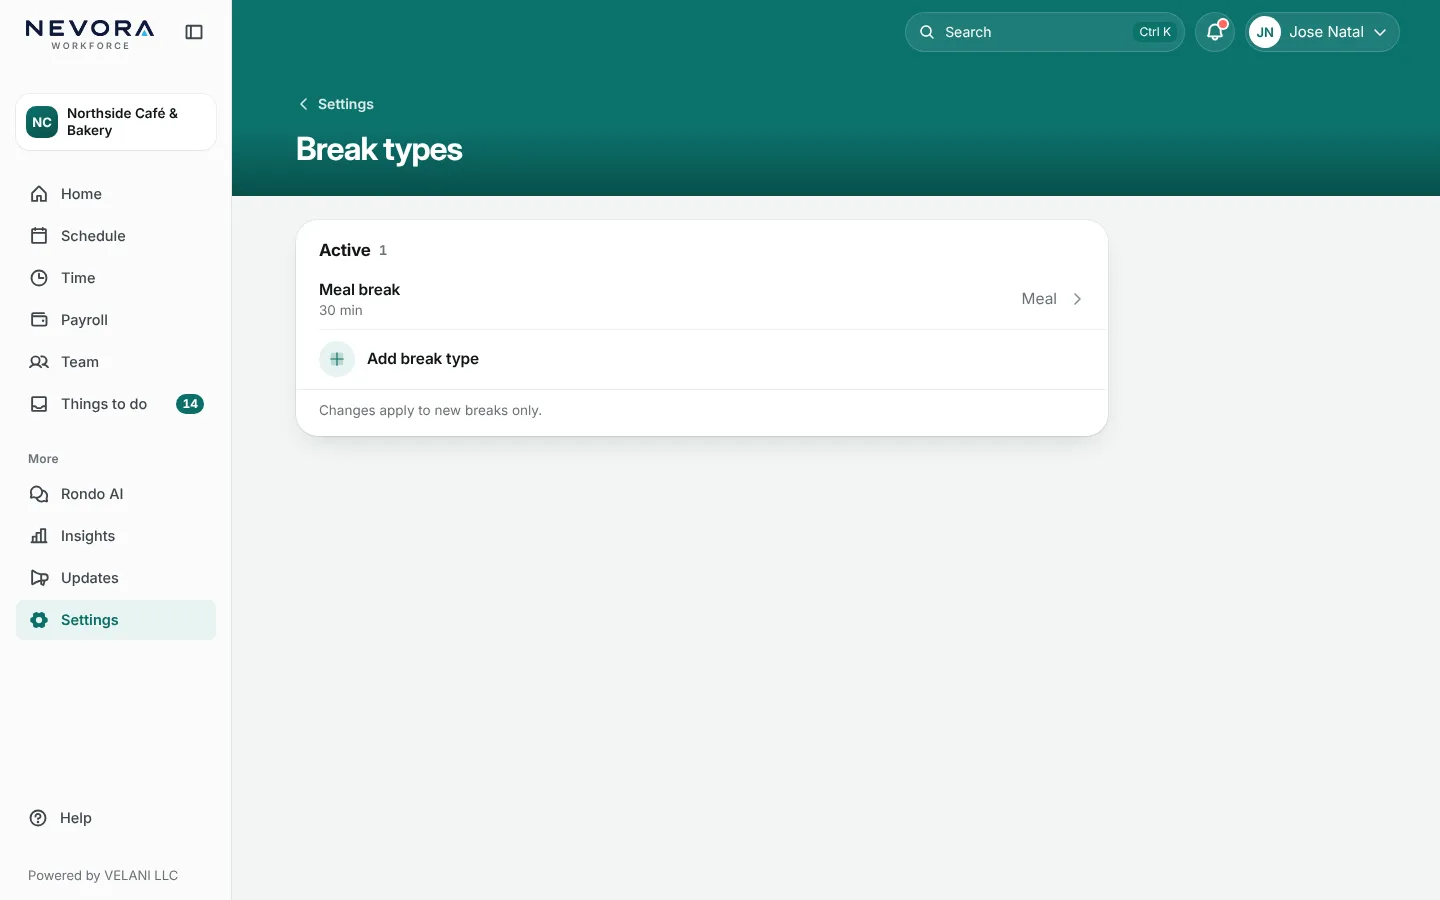 NEVORA
WORKFORCE
Search
Ctrl K
JN
Jose Natal
NC
Northside Café &
Bakery
Home
Schedule
Time
Payroll
Team
Things to do
14
More
Rondo AI
Insights
Updates
Settings
Help
Powered by VELANI LLC
Settings
Break types
Active 1
Meal break
30 min
Meal
Add break type
Changes apply to new breaks only.